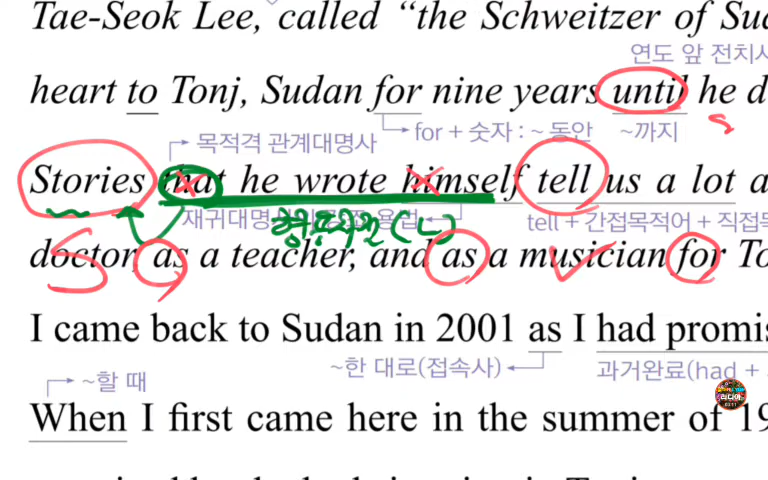 Tae-Seok Lee, called “the Schweitzer of Su
연도 앞 전치사
heart to Tonj, Sudan for nine years until he d
for + 숫자 : ~ 동안 ~까지
S
목적격 관계대명사
Stories that he wrote himself tell us a lot a
tell + 간접목적어 + 직접목
doctor, as a teacher, and as a musician for To
S
I came back to Sudan in 2001 as I had promis
~할 때 ~한 대로(접속사) 과거완료(had +
When I first came here in the summer of 19